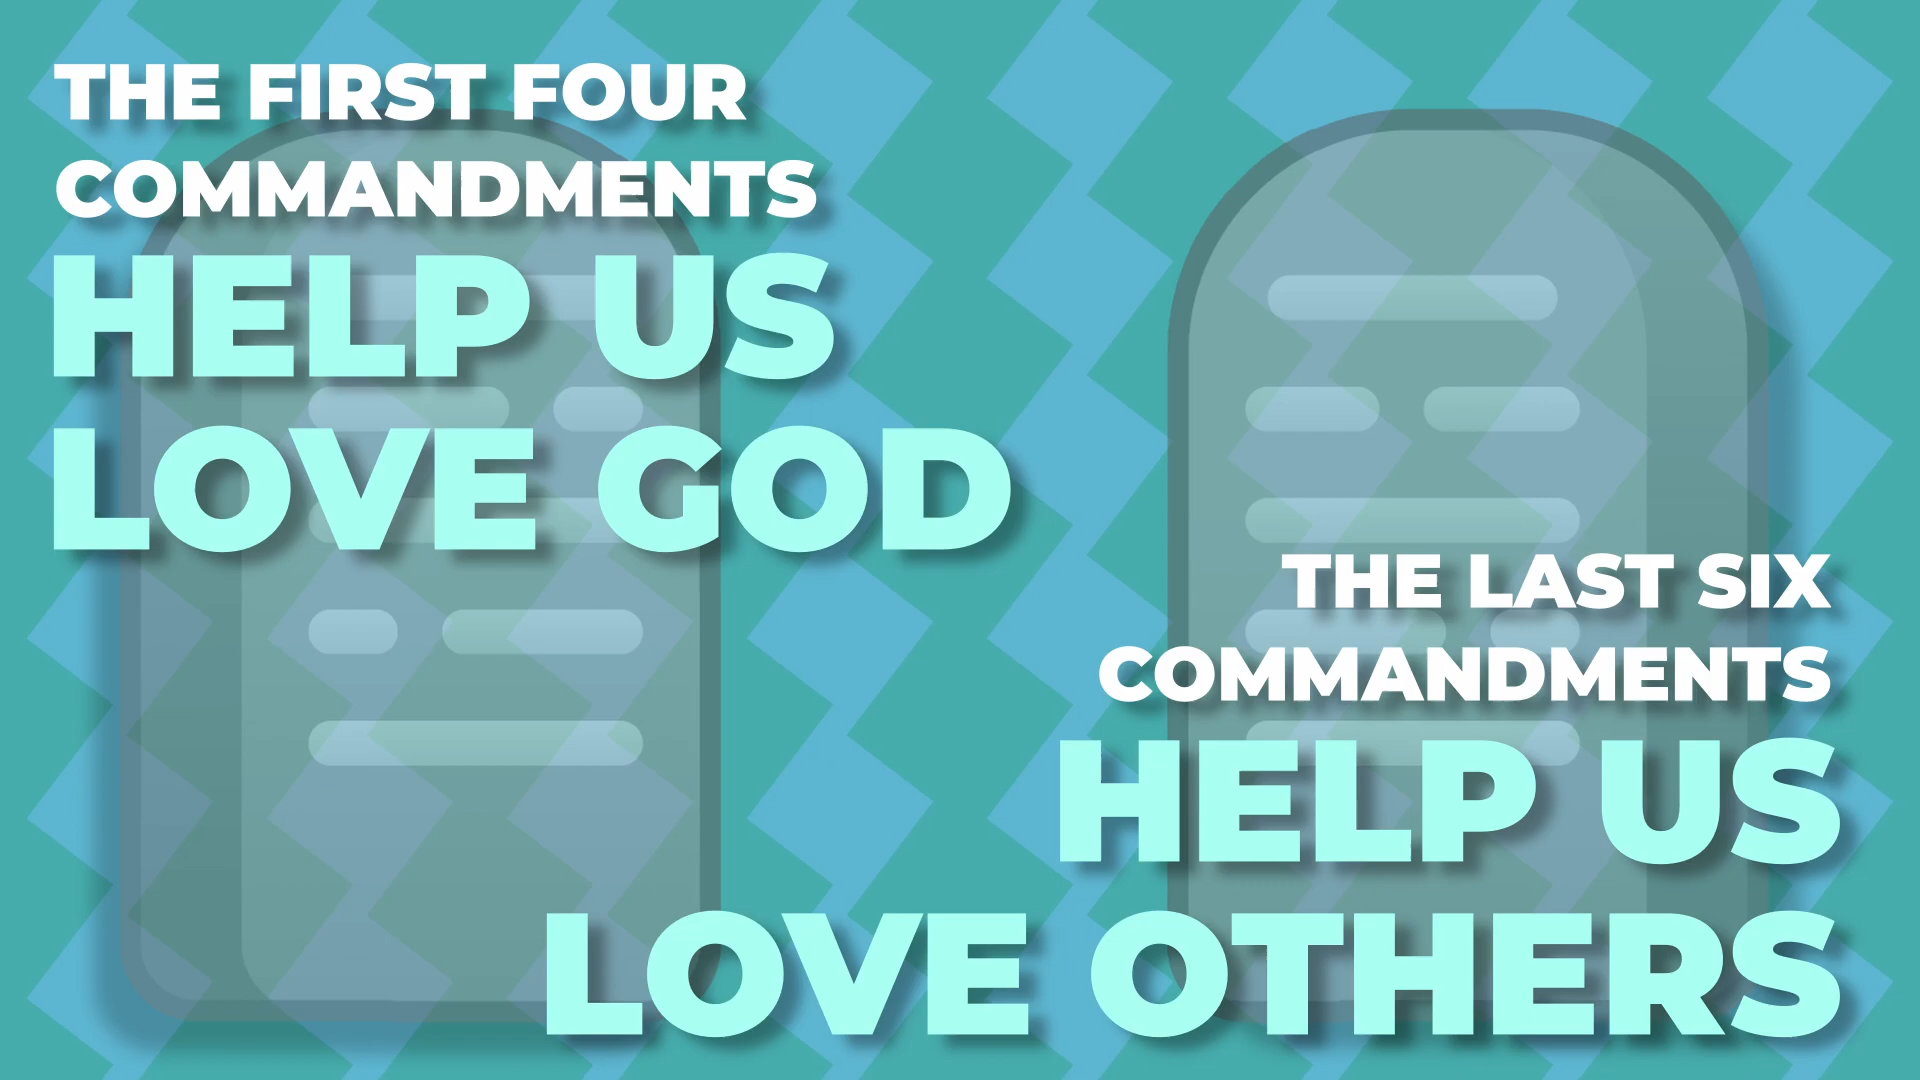 THE FIRST FOUR
COMMANDMENTS
HELP US
LOVE GOD
THE LAST SIX
COMMANDMENTS
HELP US
LOVE OTHERS